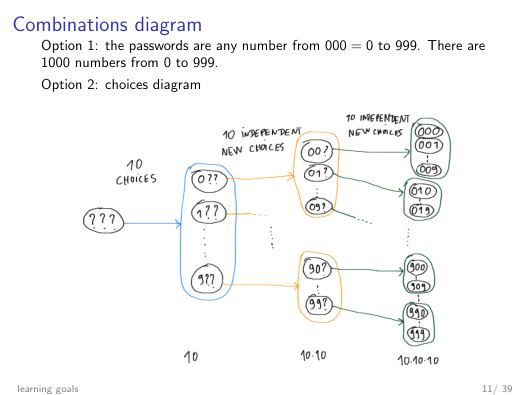 Combinations diagram
Option 1: the passwords are any number from 000 = 0 to 999. There are
1000 numbers from 0 to 999.
Option 2: choices diagram
10
CHOICES
10 INDEPENDENT
NEW CHOICES
10 INDEPENDENT
NEW CHOICES
???
0??
1??
9??
00?
01?
09?
90?
99?
000
001
009
010
019
900
909
990
999
10
10.10
10.10.10
learning goals
11/ 39